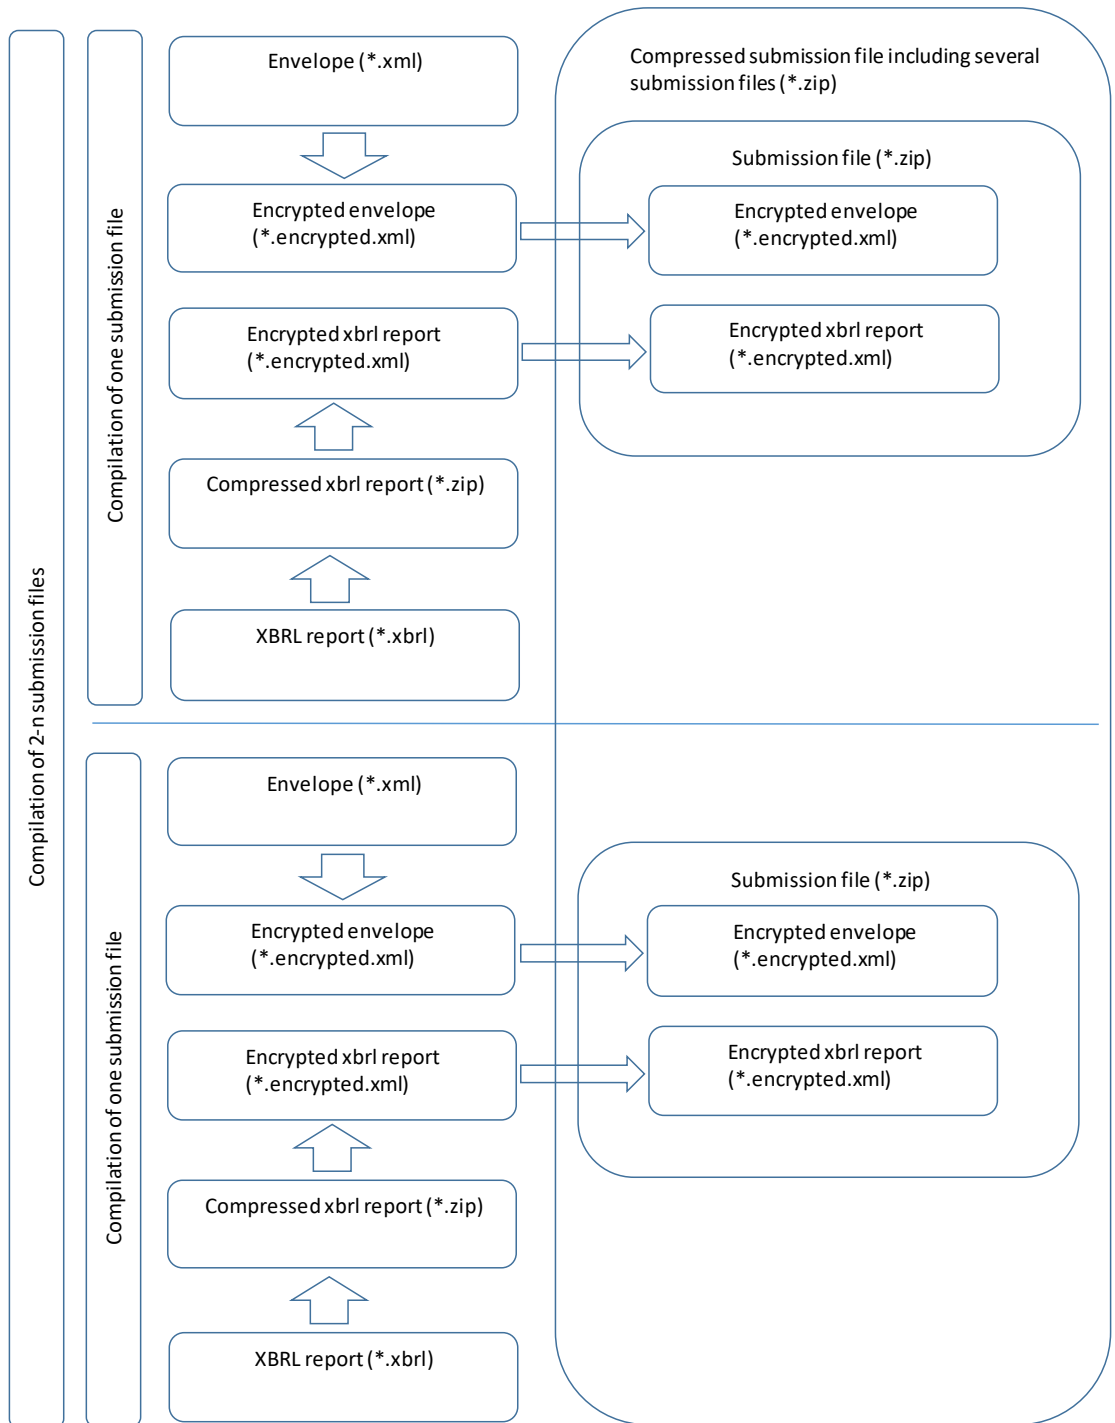 Compilation of 2-n submission files
Compilation of one submission file
Envelope (*.xml)
Encrypted envelope
(*.encrypted.xml)
Encrypted xbrl report
(*.encrypted.xml)
Compressed xbrl report (*.zip)
XBRL report (*.xbrl)
Compressed submission file including several
submission files (*.zip)
Submission file (*.zip)
Encrypted envelope
(*.encrypted.xml)
Encrypted xbrl report
(*.encrypted.xml)
Compilation of one submission file
Envelope (*.xml)
Encrypted envelope
(*.encrypted.xml)
Encrypted xbrl report
(*.encrypted.xml)
Compressed xbrl report (*.zip)
XBRL report (*.xbrl)
Submission file (*.zip)
Encrypted envelope
(*.encrypted.xml)
Encrypted xbrl report
(*.encrypted.xml)